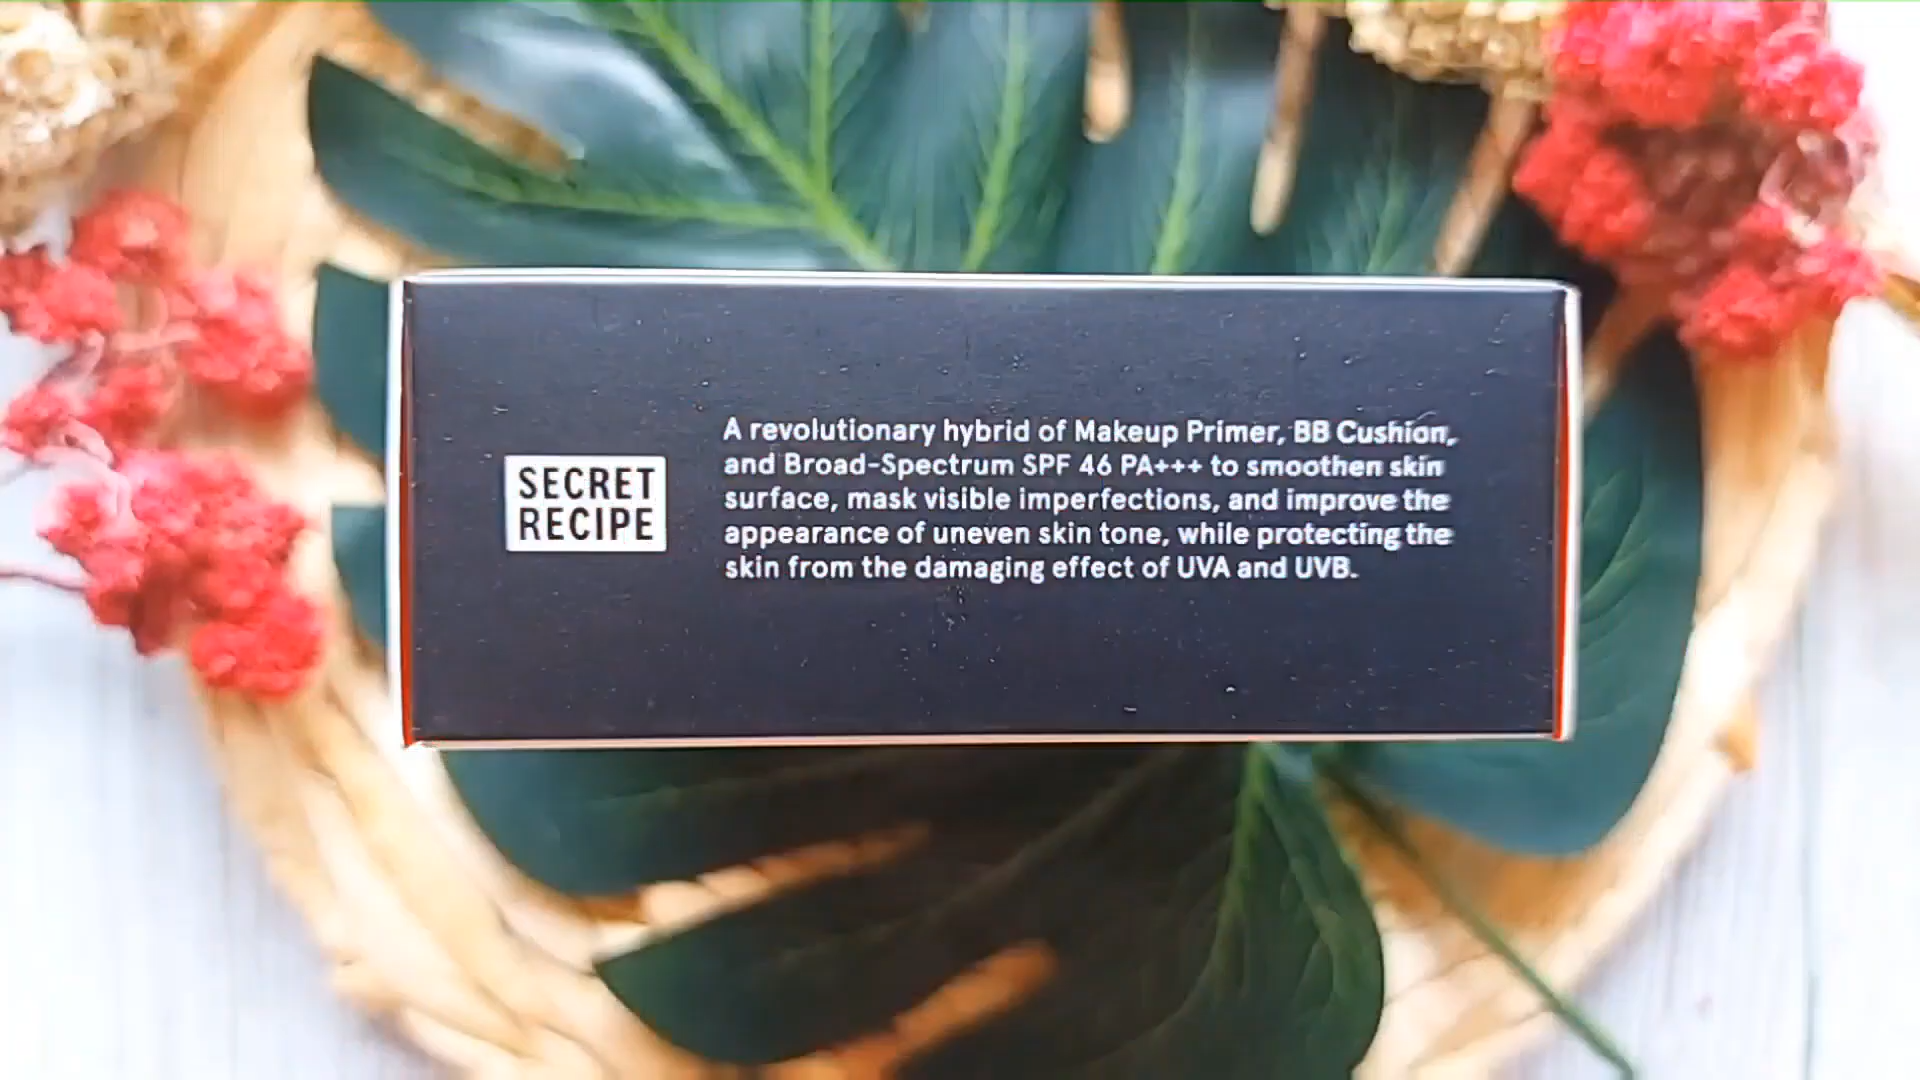 SECRET
RECIPE
A revolutionary hybrid of Makeup Primer, BB Cushion,
and Broad-Spectrum SPF 46 PA+++ to smoothen skin
surface, mask visible imperfections, and improve the
appearance of uneven skin tone, while protecting the
skin from the damaging effect of UVA and UVB.